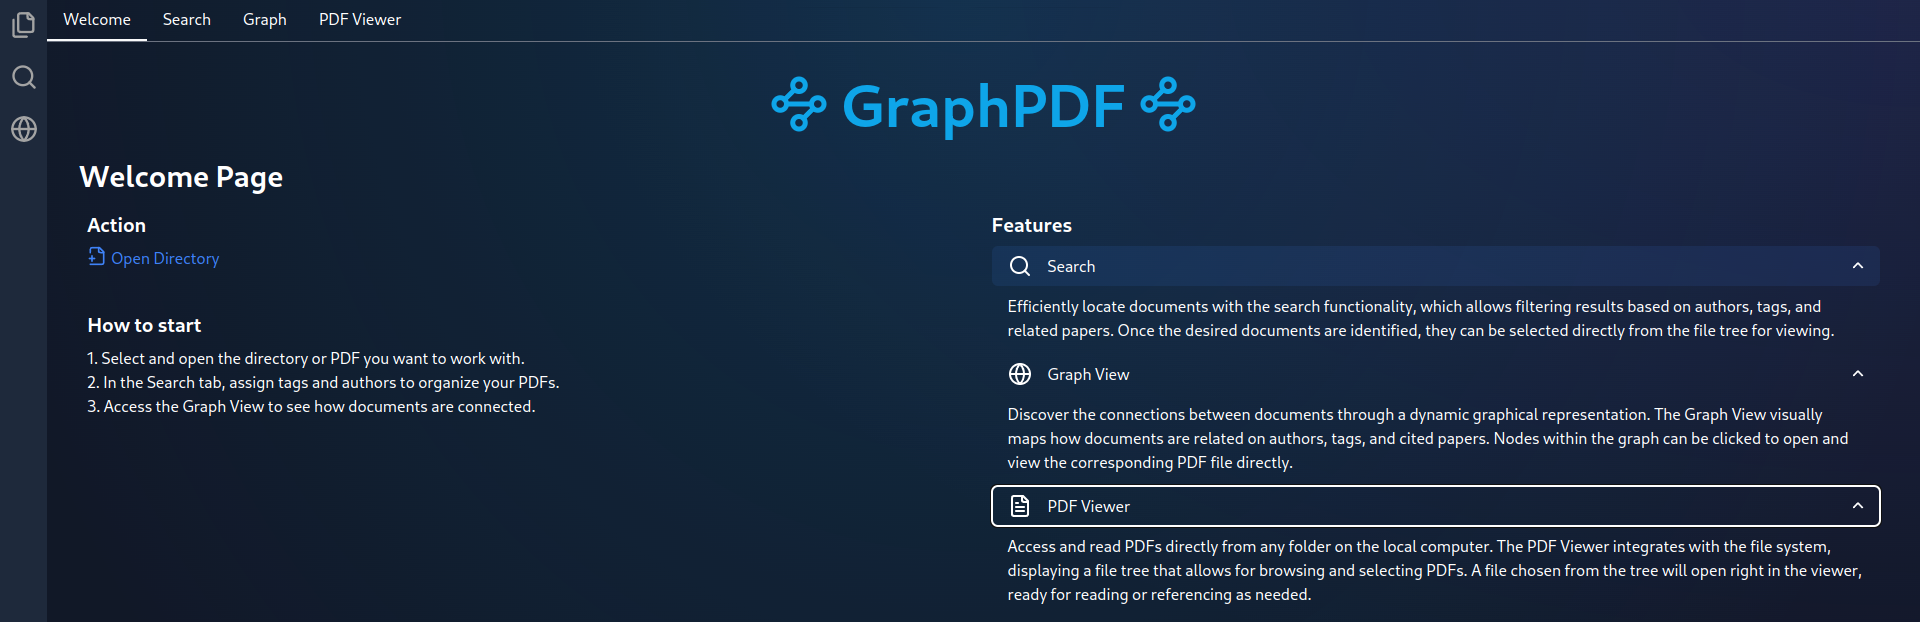 Welcome Search Graph PDF Viewer
GraphPDF
Welcome Page
Action
Open Directory
How to start
1. Select and open the directory or PDF you want to work with.
2. In the Search tab, assign tags and authors to organize your PDFs.
3. Access the Graph View to see how documents are connected.
Features
Search
Efficiently locate documents with the search functionality, which allows filtering results based on authors, tags, and
related papers. Once the desired documents are identified, they can be selected directly from the file tree for viewing.
Graph View
Discover the connections between documents through a dynamic graphical representation. The Graph View visually
maps how documents are related on authors, tags, and cited papers. Nodes within the graph can be clicked to open and
view the corresponding PDF file directly.
PDF Viewer
Access and read PDFs directly from any folder on the local computer. The PDF Viewer integrates with the file system,
displaying a file tree that allows for browsing and selecting PDFs. A file chosen from the tree will open right in the viewer,
ready for reading or referencing as needed.